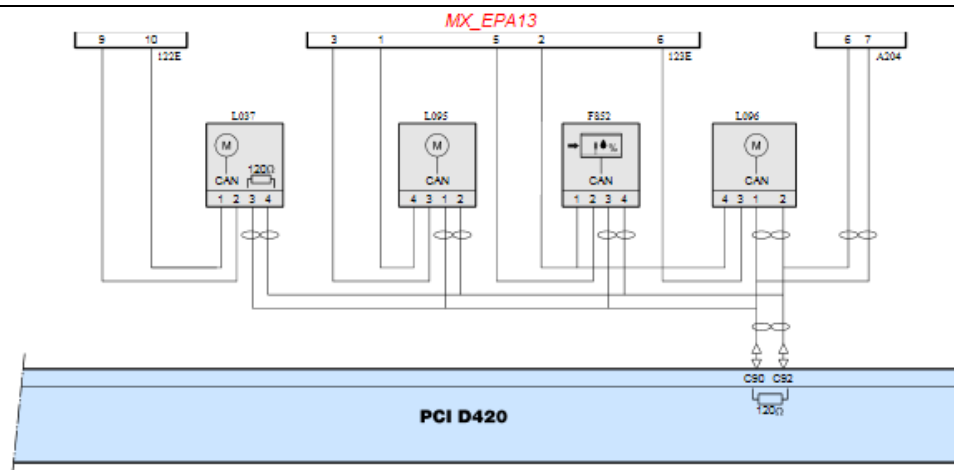 MX_EPA13
9 10 3 1 5 2 6 6 7
122E 123E A204
L037 L095 F852 L096
M M % M
120Ω
CAN CAN CAN CAN
1 2 3 4 4 3 1 2 1 2 3 4 4 3 1 2
C90 C92
PCI D420
120Ω